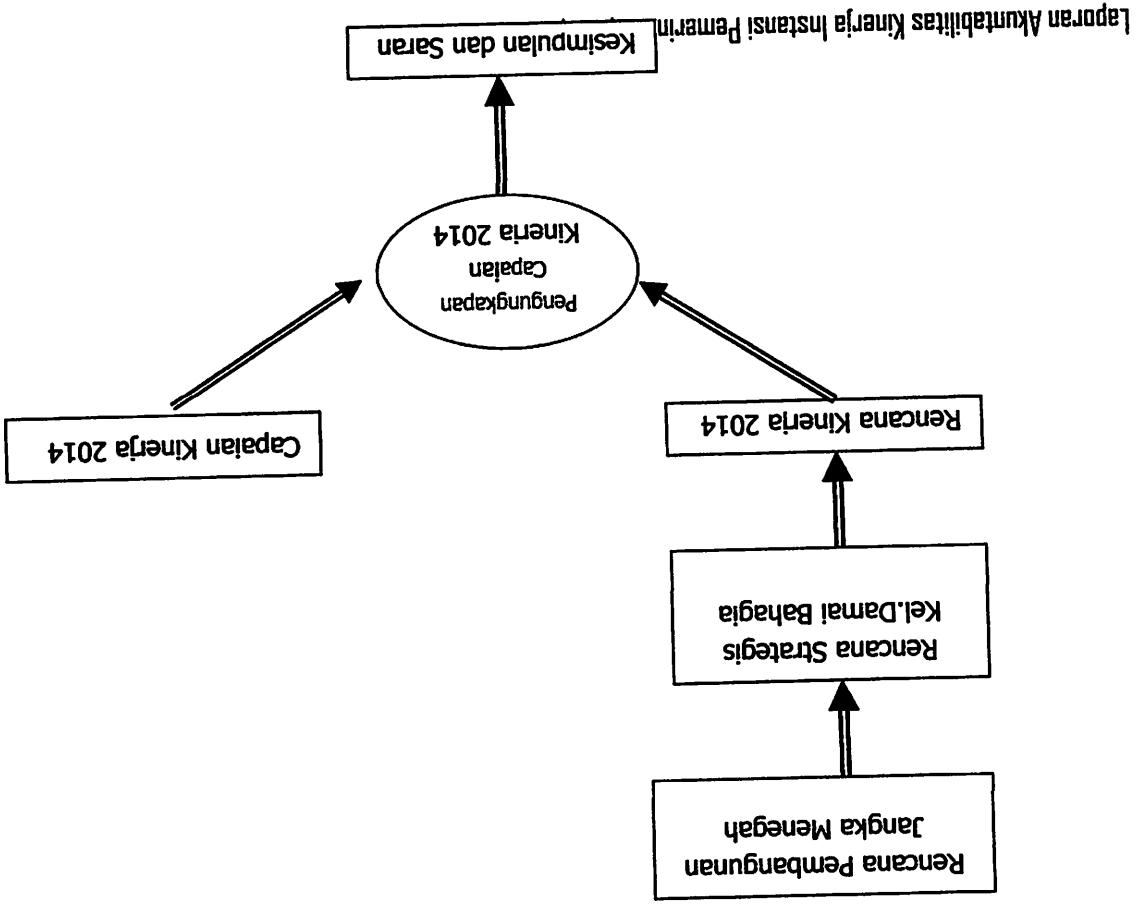 Rencana Pembangunan
Jangka Menegah
Rencana Strategis
Kel.Damai Bahagia
Rencana Kinerja 2014
Capaian Kinerja 2014
Pengungkapan
Capaian
Kinerja 2014
Kesimpulan dan Saran
Laporan Akuntabilitas Kinerja Instansi